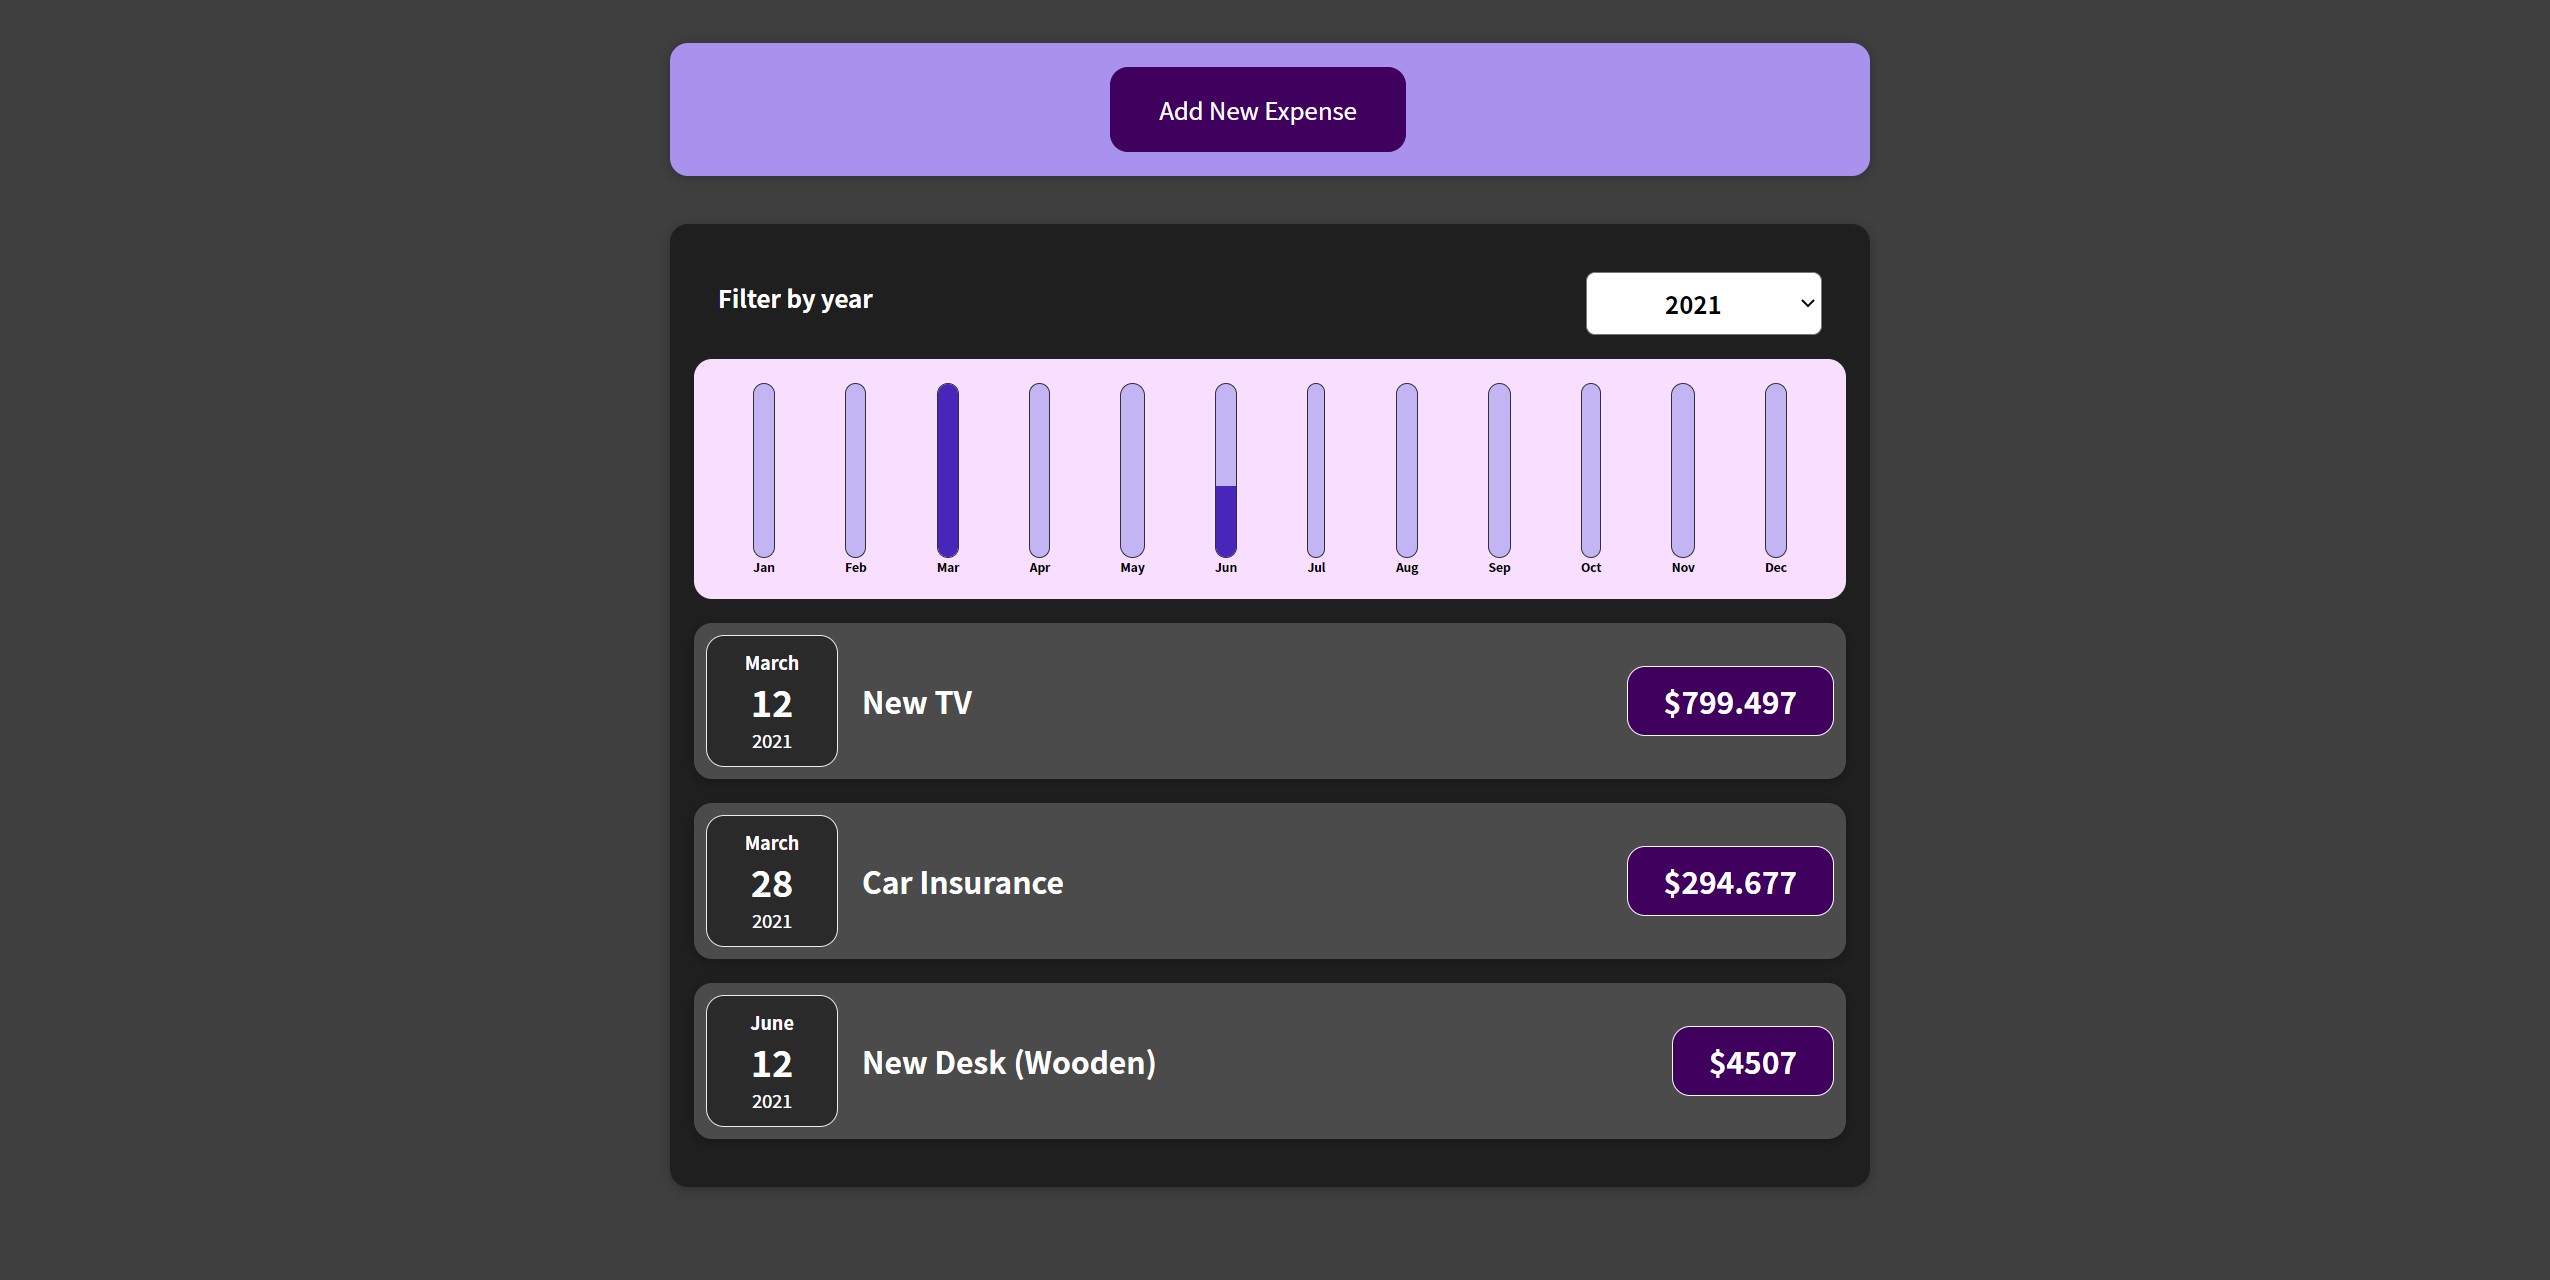 Add New Expense
Filter by year
2021
Jan Feb Mar Apr May Jun Jul Aug Sep Oct Nov Dec
March
12
2021
New TV
$799.497
March
28
2021
Car Insurance
$294.677
June
12
2021
New Desk (Wooden)
$4507